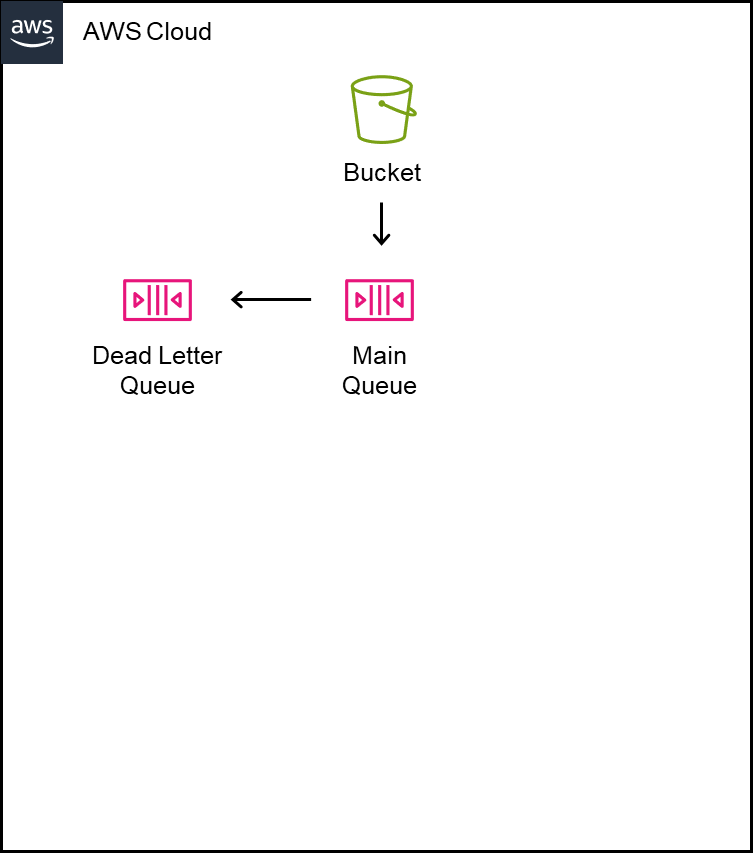 aws
AWS Cloud
Bucket
Dead Letter
Queue
Main
Queue